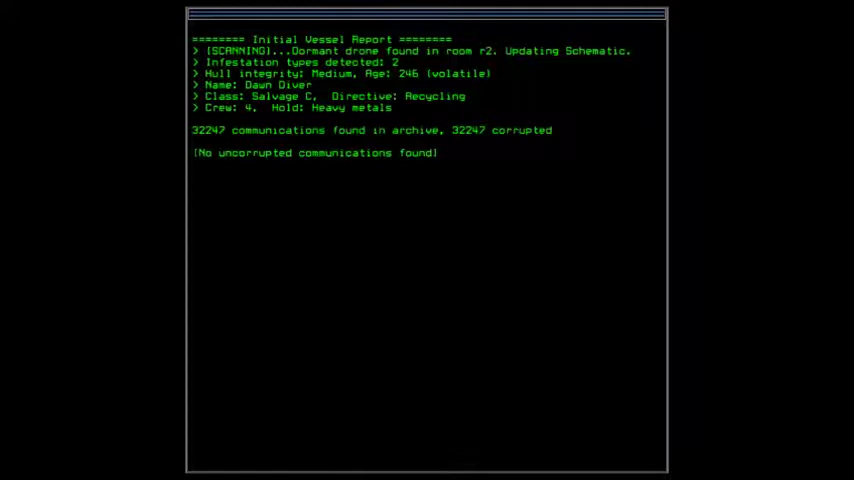 ======== Initial Vessel Report ========
> [SCANNING]...Dormant drone found in room r2. Updating Schematic.
> Infestation types detected: 2
> Hull integrity: Medium, Age: 246 (volatile)
> Name: Dawn Diver
> Class: Salvage C,  Directive: Recycling
> Crew: 4,  Hold: Heavy metals
32247 communications found in archive, 32247 corrupted
[No uncorrupted communications found]